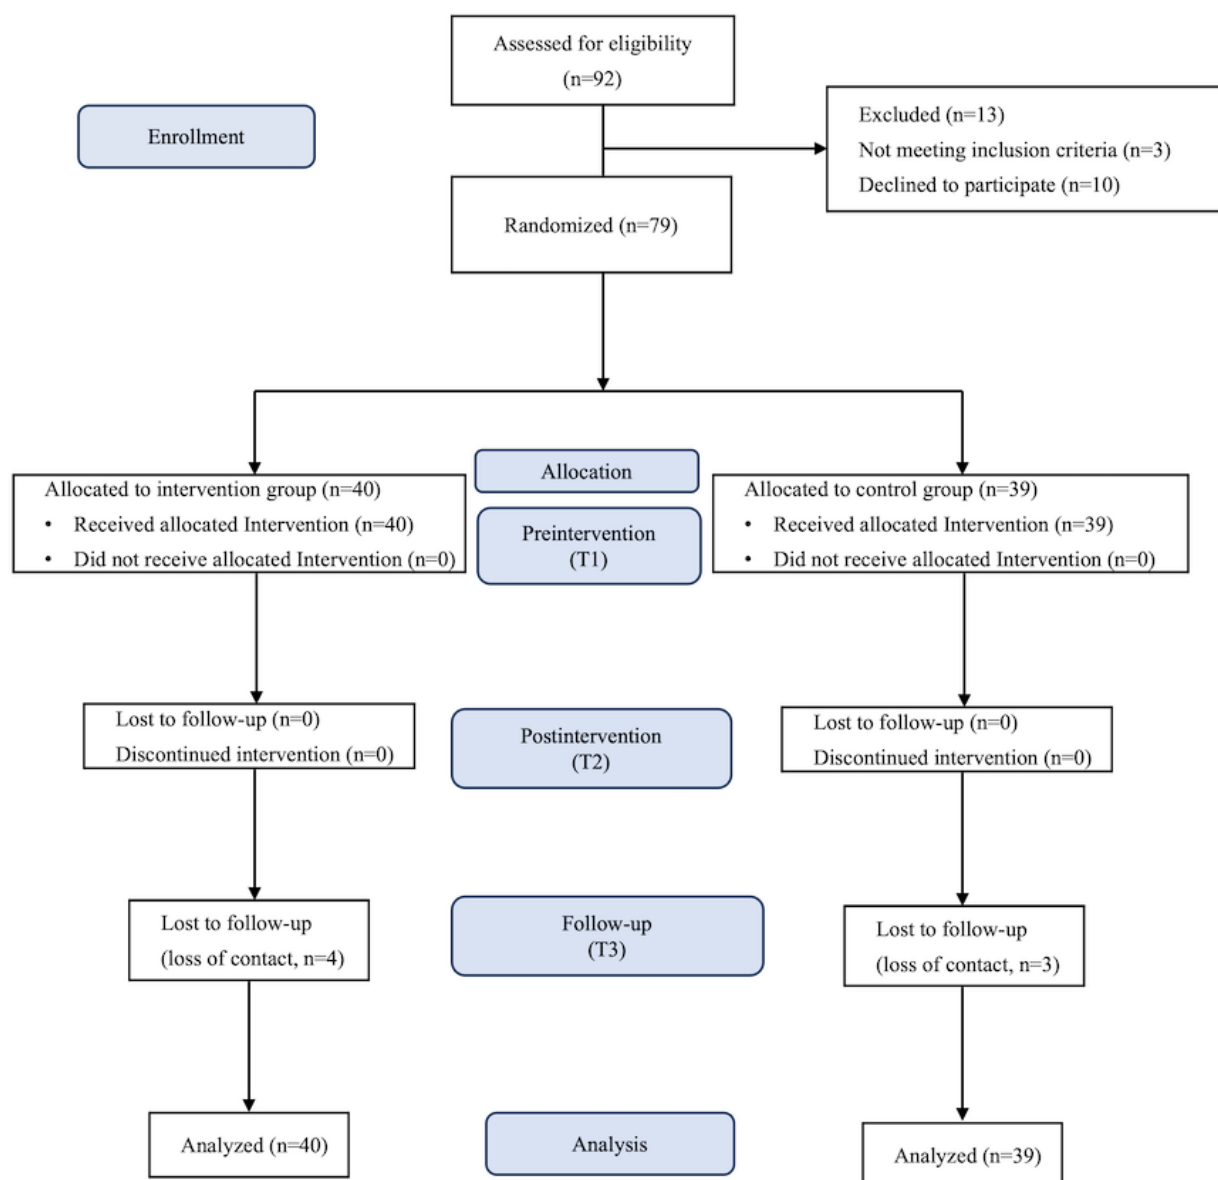 Assessed for eligibility
(n=92)
Enrollment
Excluded (n=13)
Not meeting inclusion criteria (n=3)
Declined to participate (n=10)
Randomized (n=79)
Allocation
Allocated to intervention group (n=40)
• Received allocated Intervention (n=40)
• Did not receive allocated Intervention (n=0)
Preintervention
(T1)
Allocated to control group (n=39)
• Received allocated Intervention (n=39)
• Did not receive allocated Intervention (n=0)
Lost to follow-up (n=0)
Discontinued intervention (n=0)
Postintervention
(T2)
Lost to follow-up (n=0)
Discontinued intervention (n=0)
Lost to follow-up
(loss of contact, n=4)
Follow-up
(T3)
Lost to follow-up
(loss of contact, n=3)
Analyzed (n=40)
Analysis
Analyzed (n=39)